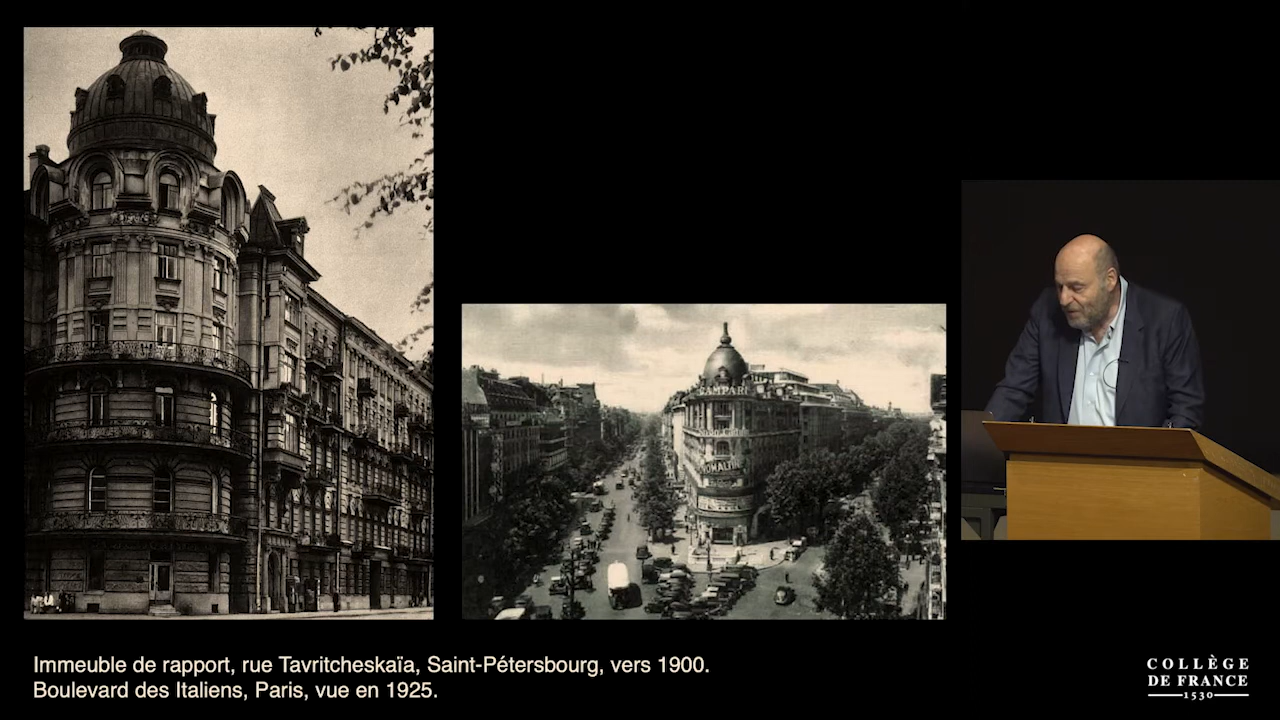 CAMPARI
Immeuble de rapport, rue Tavritcheskaïa, Saint-Pétersbourg, vers 1900.
Boulevard des Italiens, Paris, vue en 1925.
COLLÈGE
DE FRANCE
1530